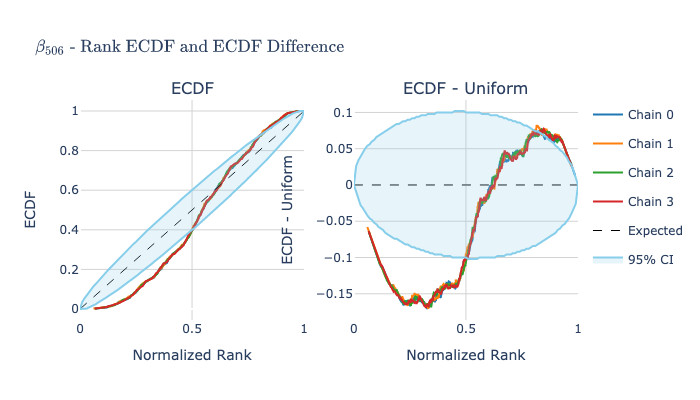 β₅₀₆ - Rank ECDF and ECDF Difference
ECDF
ECDF - Uniform
ECDF
1
0.8
0.6
0.4
0.2
0
0
0.5
1
Normalized Rank
ECDF - Uniform
0.1
0.05
0
−0.05
−0.1
−0.15
0
0.5
1
Normalized Rank
Chain 0
Chain 1
Chain 2
Chain 3
Expected
95% CI